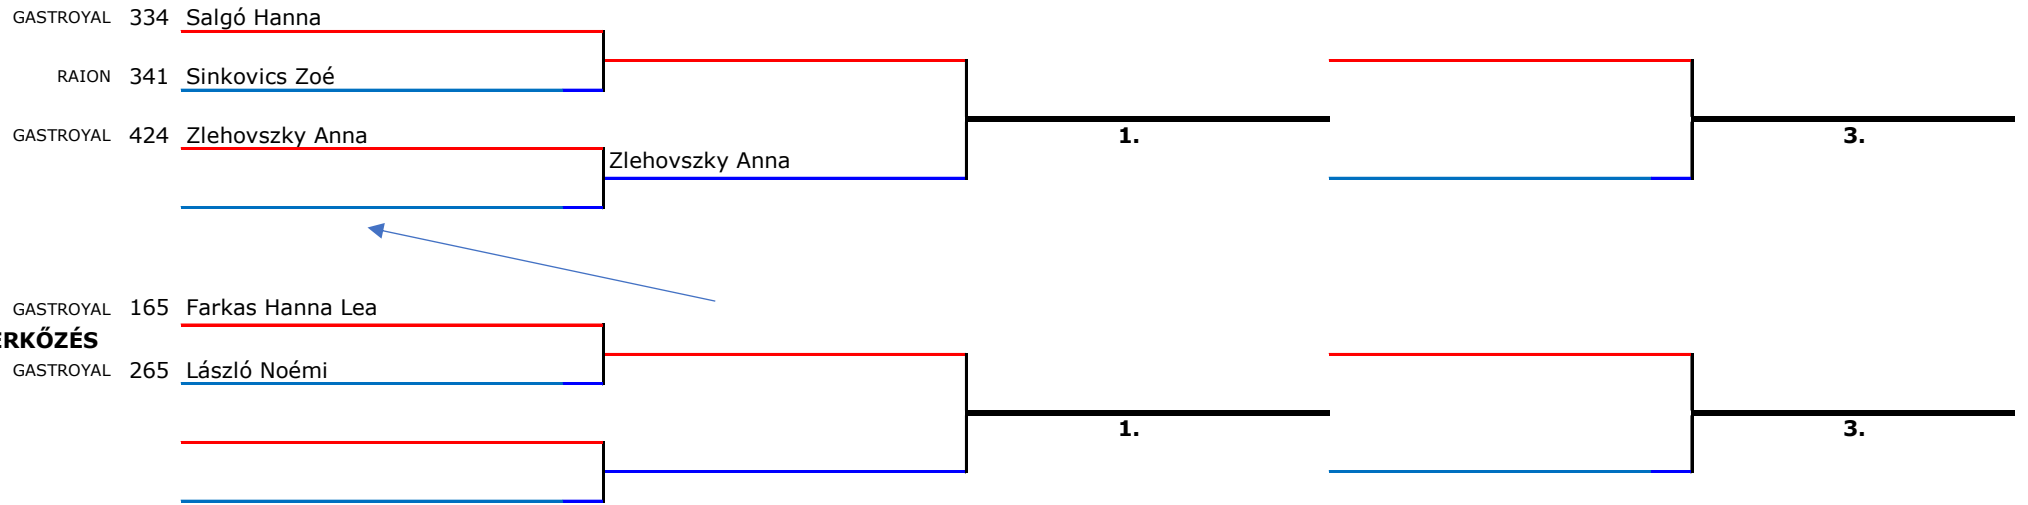 GASTROYAL 334 Salgó Hanna
RAION 341 Sinkovics Zoé
GASTROYAL 424 Zlehovszky Anna
1.
3.
Zlehovszky Anna
GASTROYAL 165 Farkas Hanna Lea
ÉRKŐZÉS
GASTROYAL 265 László Noémi
1.
3.